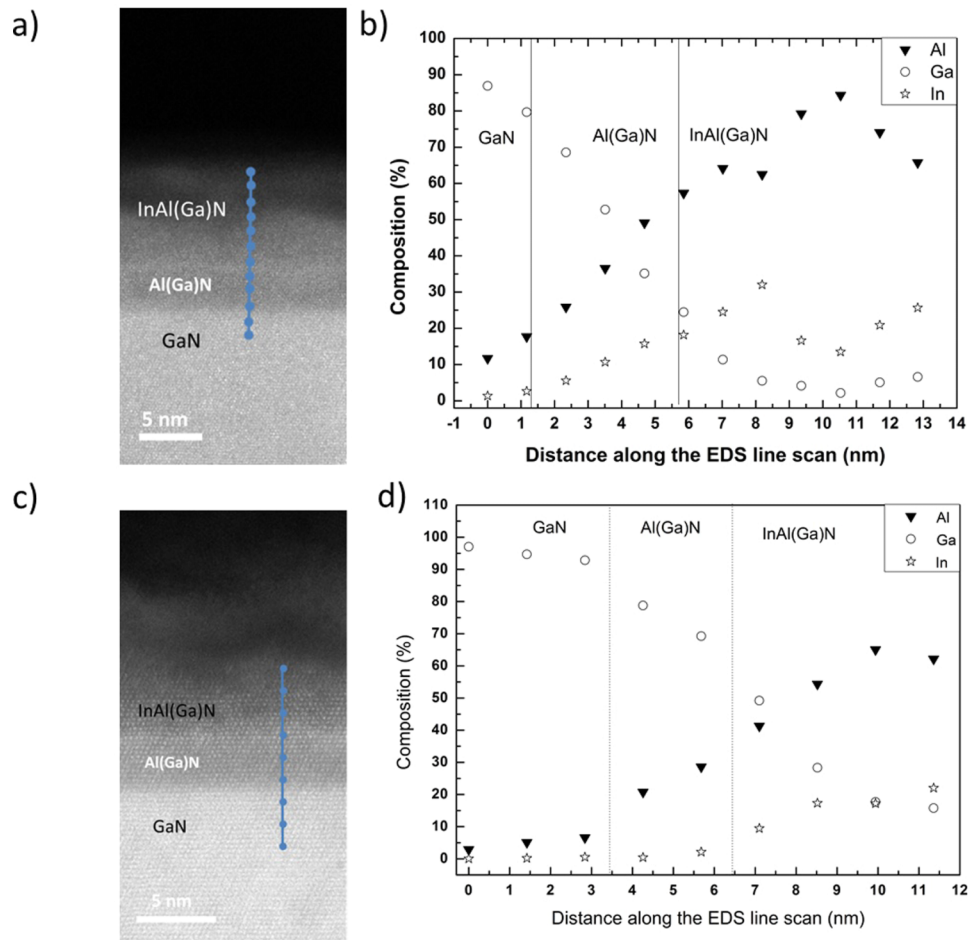 a)
InAl(Ga)N
Al(Ga)N
GaN
5 nm
b)
100
90
80
70
60
50
40
30
20
10
0
Composition (%)
GaN
Al(Ga)N
InAl(Ga)N
Al
Ga
In
-1 0 1 2 3 4 5 6 7 8 9 10 11 12 13 14
Distance along the EDS line scan (nm)
c)
InAl(Ga)N
Al(Ga)N
GaN
5 nm
d)
110
100
90
80
70
60
50
40
30
20
10
0
Composition (%)
GaN
Al(Ga)N
InAl(Ga)N
Al
Ga
In
0 1 2 3 4 5 6 7 8 9 10 11 12
Distance along the EDS line scan (nm)